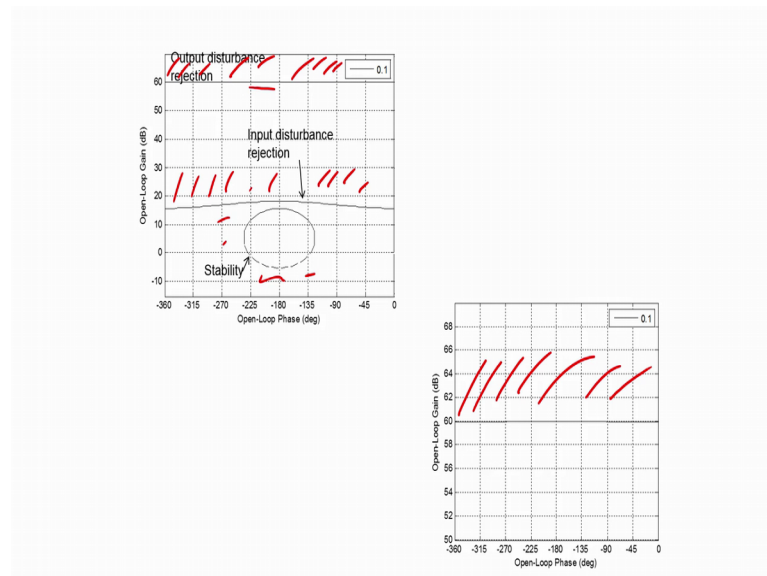 Output disturbance
rejection
0.1
60
50
40
30
20
10
0
-10
Open-Loop Gain (dB)
Input disturbance
rejection
Stability
-360 -315 -270 -225 -180 -135 -90 -45 0
Open-Loop Phase (deg)
0.1
68
66
64
62
60
58
56
54
52
50
Open-Loop Gain (dB)
-360 -315 -270 -225 -180 -135 -90 -45 0
Open-Loop Phase (deg)